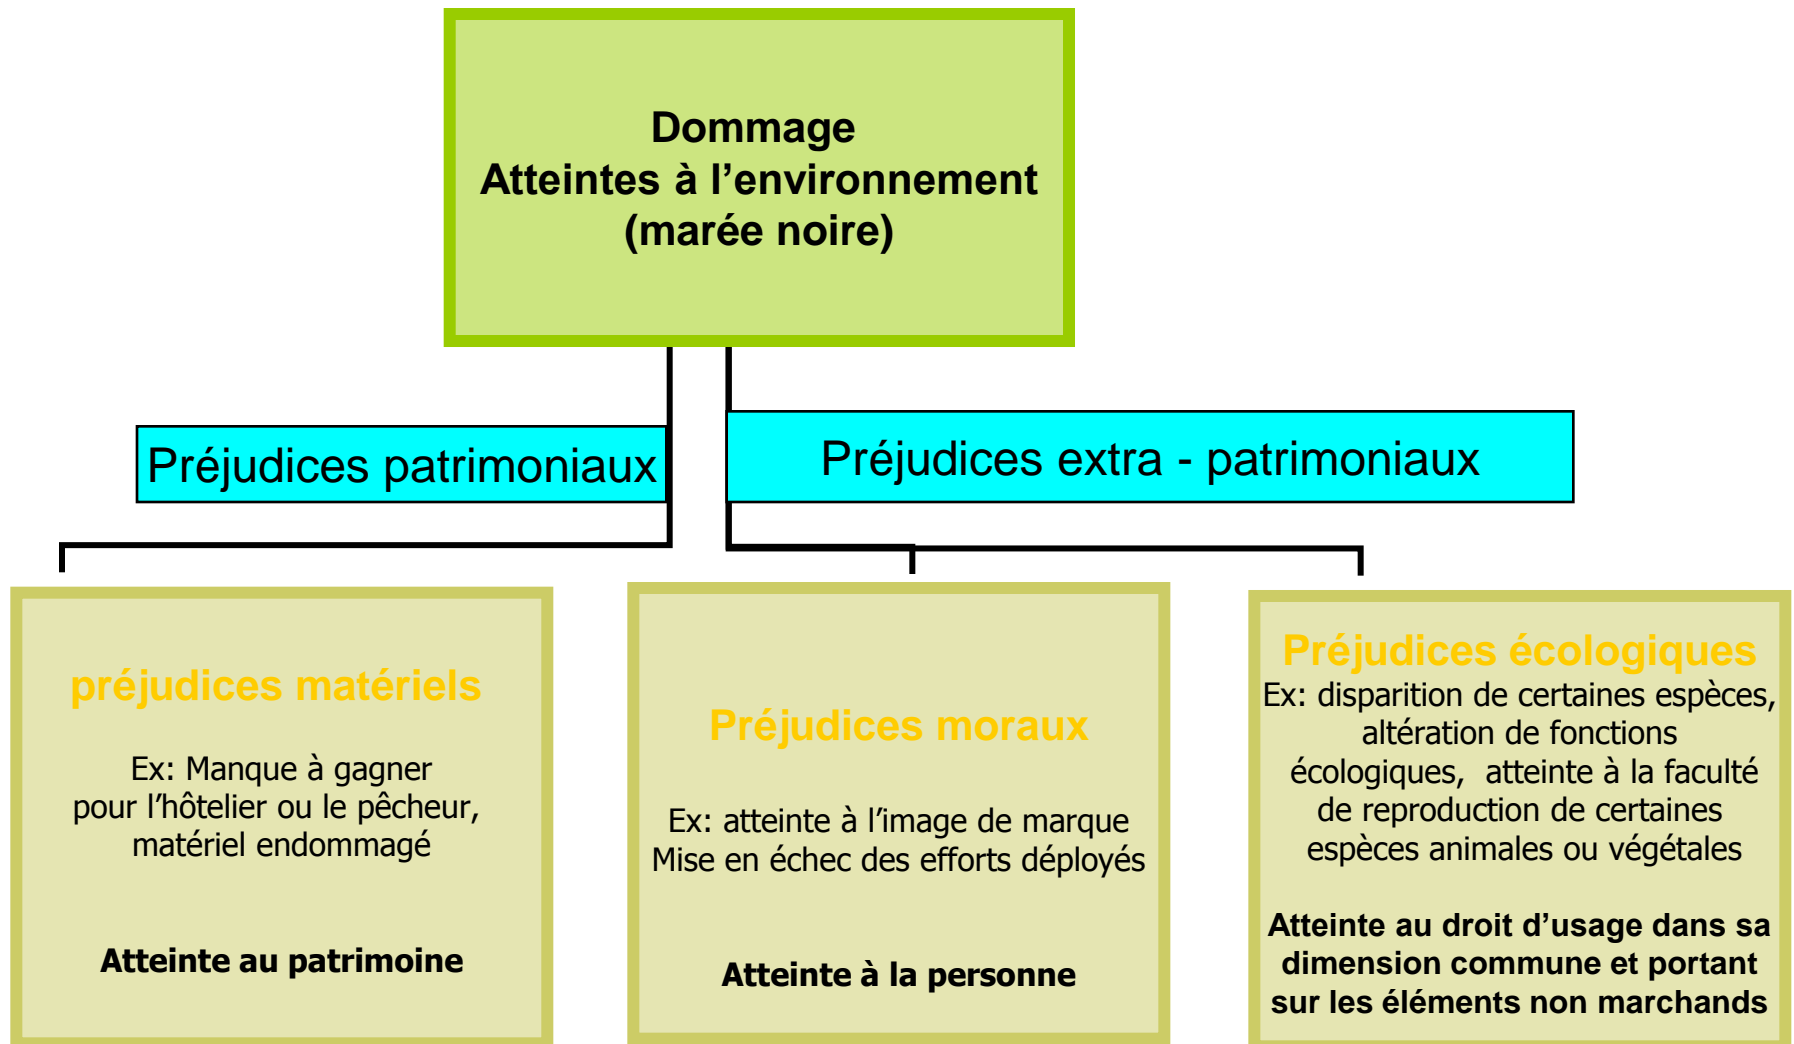 Dommage
Atteintes à l’environnement
(marée noire)
Préjudices patrimoniaux
Préjudices extra - patrimoniaux
préjudices matériels
Ex: Manque à gagner
pour l’hôtelier ou le pêcheur,
matériel endommagé
Atteinte au patrimoine
Préjudices moraux
Ex: atteinte à l’image de marque
Mise en échec des efforts déployés
Atteinte à la personne
Préjudices écologiques
Ex: disparition de certaines espèces,
altération de fonctions
écologiques, atteinte à la faculté
de reproduction de certaines
espèces animales ou végétales
Atteinte au droit d’usage dans sa
dimension commune et portant
sur les éléments non marchands